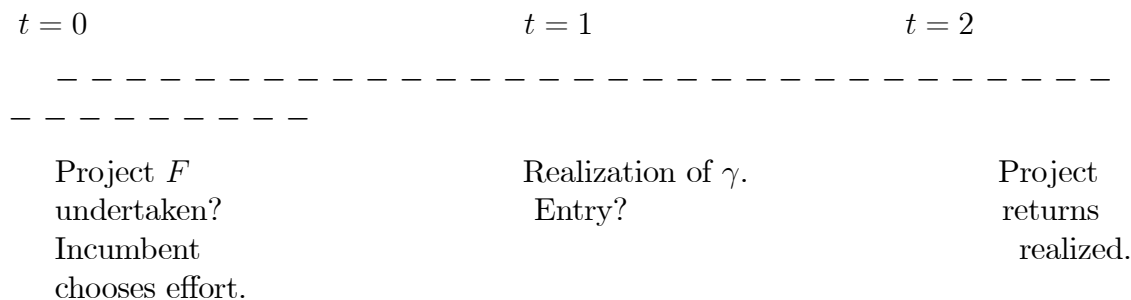 t = 0 t = 1 t = 2
− − − − − − − − − − − − − − − − − − − − − − − − − − − − − − −
− − − − − − − − −
Project F Realization of γ. Project
undertaken? Entry? returns
Incumbent realized.
chooses effort.